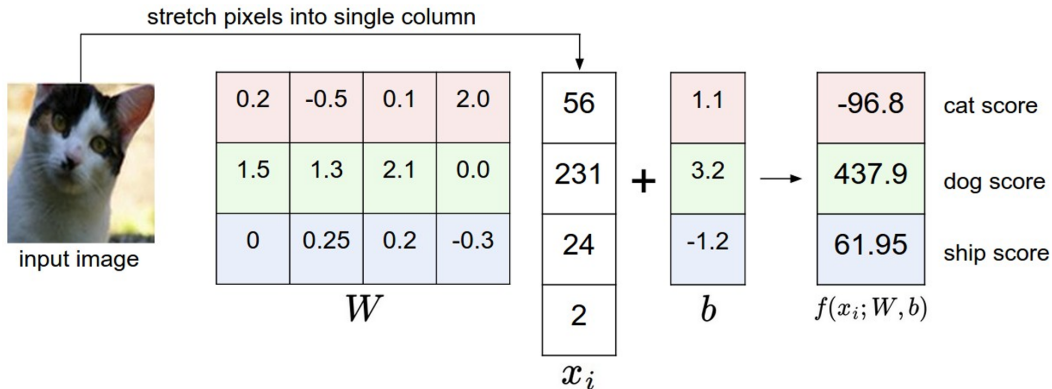 stretch pixels into single column
0.2 -0.5 0.1 2.0 56 1.1 -96.8 cat score
1.5 1.3 2.1 0.0 231 + 3.2 → 437.9 dog score
0 0.25 0.2 -0.3 24 -1.2 61.95 ship score
input image
2
W b f(x_i; W, b)
x_i